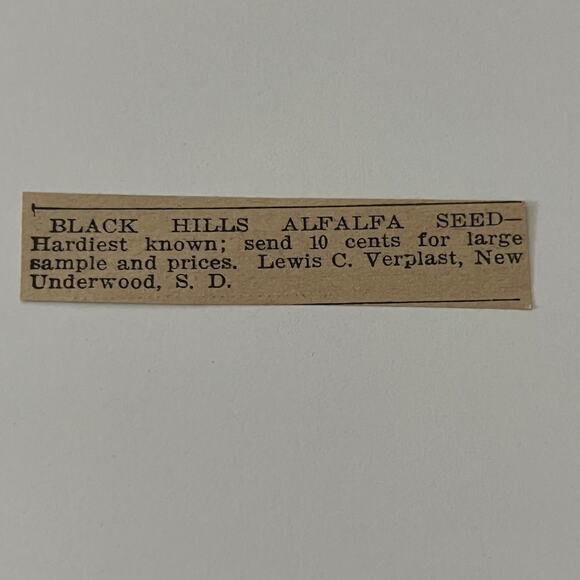 BLACK HILLS ALFALFA SEED—
Hardiest known; send 10 cents for large
sample and prices. Lewis C. Verplast, New
Underwood, S. D.